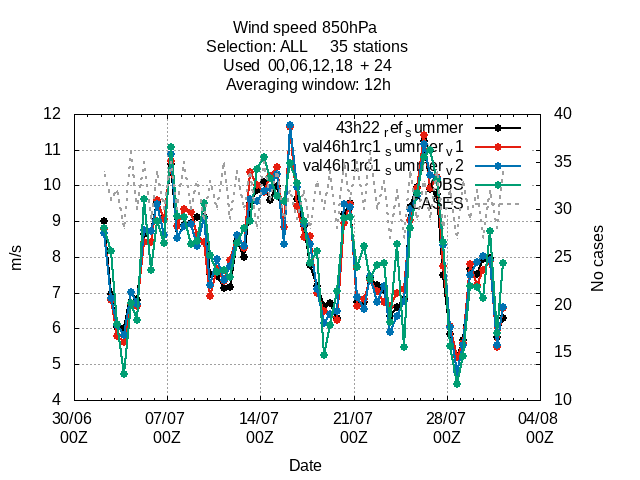 Wind speed 850hPa
Selection: ALL 35 stations
Used 00,06,12,18 + 24
Averaging window: 12h
12 40
43h22_ref_summer
val46h1rc1_summer_v1
11 35
val46h1rc1_summer_v2
10 OBS
CASES 30
9
m/s 8 25 No cases
7 20
6
5 15
4 10
30/06 07/07 14/07 21/07 28/07 04/08
00Z 00Z 00Z 00Z 00Z 00Z
Date